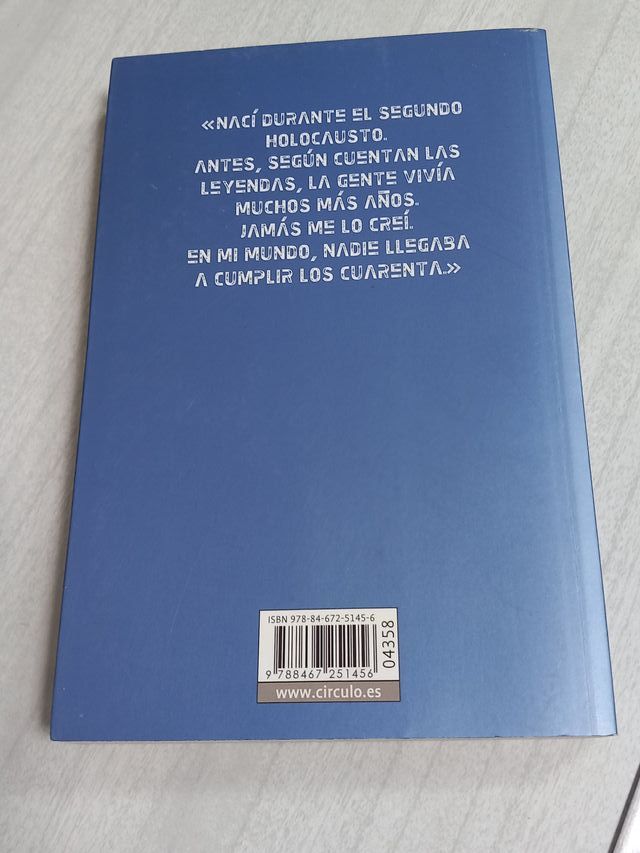 «NACÍ DURANTE EL SEGUNDO
HOLOCAUSTO.
ANTES, SEGÚN CUENTAN LAS
LEYENDAS, LA GENTE VIVÍA
MUCHOS MÁS AÑOS.
JAMÁS ME LO CREÍ.
EN MI MUNDO, NADIE LLEGABA
A CUMPLIR LOS CUARENTA.»
ISBN 978-84-672-5145-6
04358
9 788467 251456
www.circulo.es